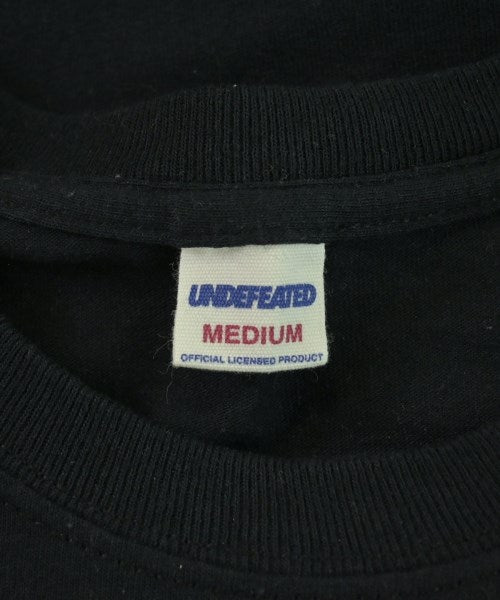 UNDEFEATED
MEDIUM
OFFICIAL LICENSED PRODUCT